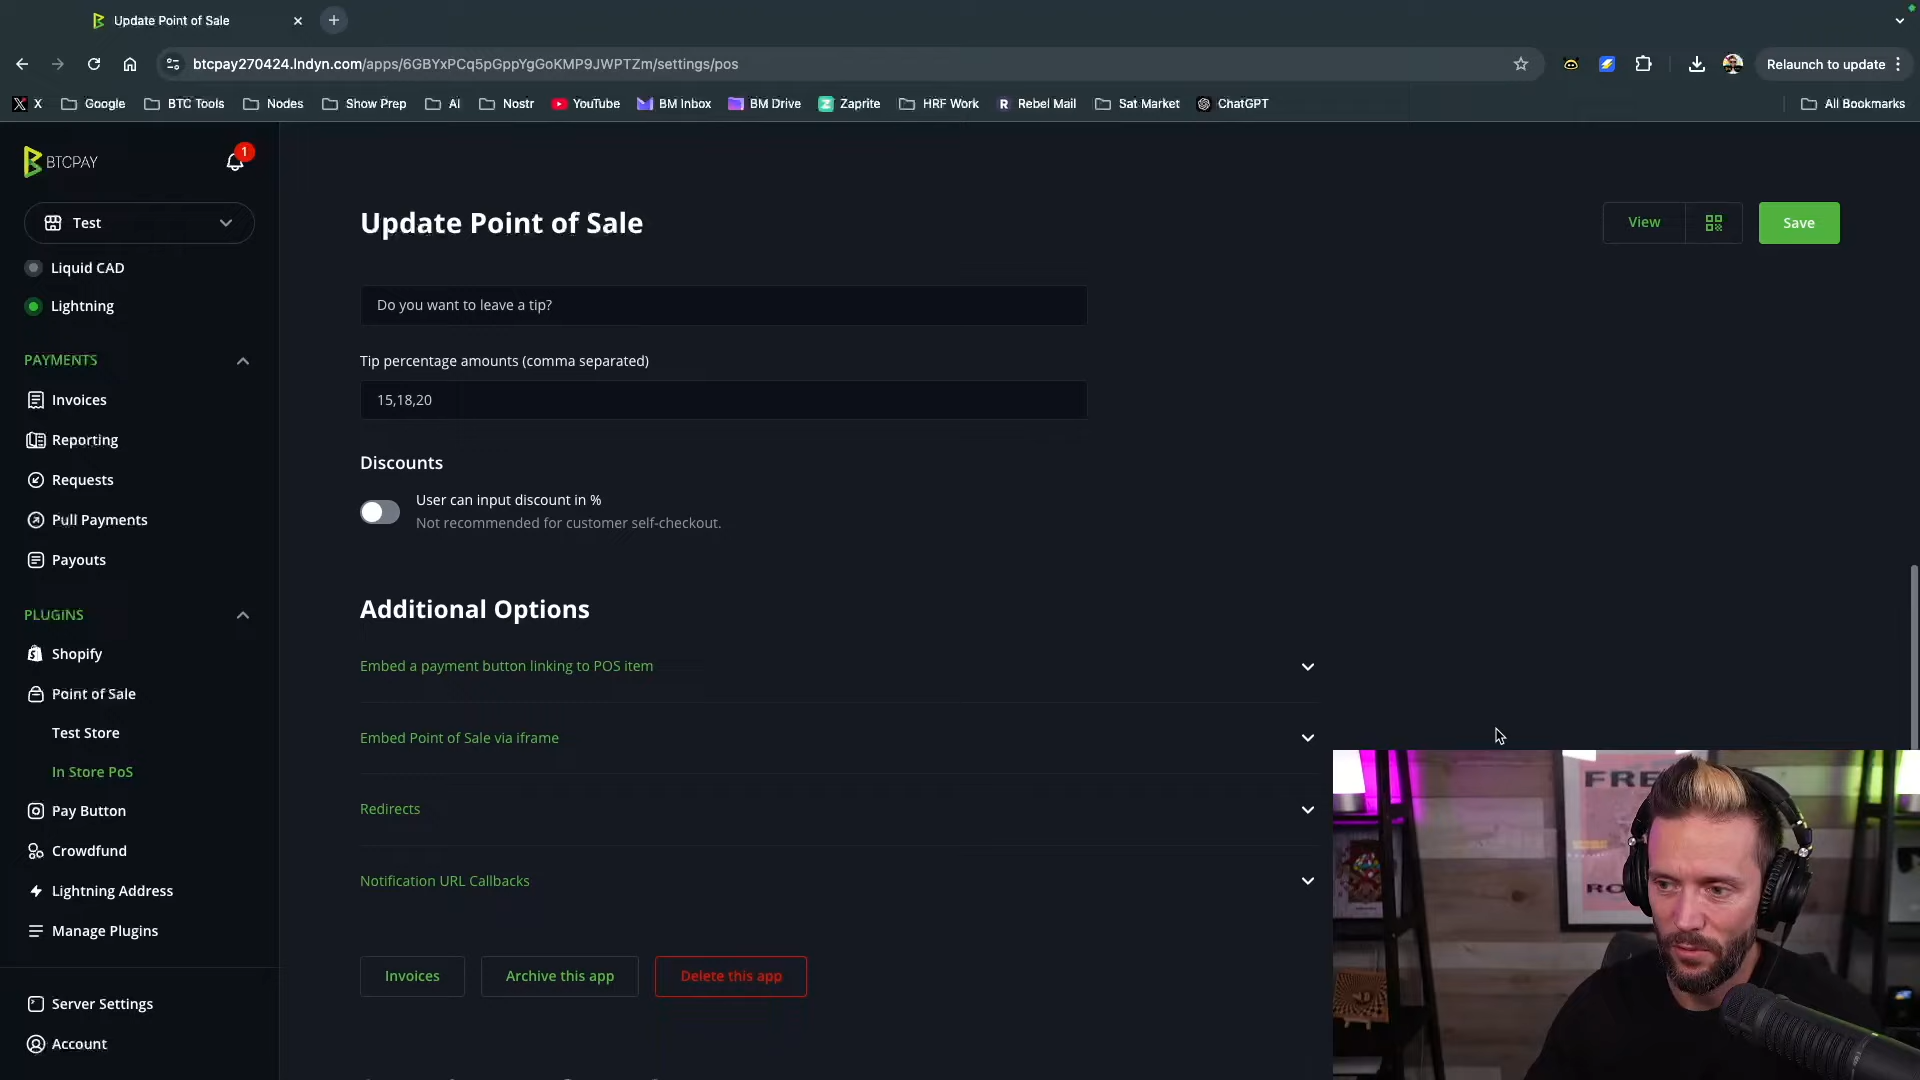 Update Point of Sale
btcpay270424.lndyn.com/apps/6GBYxPCq5pGppYgGoKMP9JWPTZm/settings/pos
Relaunch to update
X
Google
BTC Tools
Nodes
Show Prep
AI
Nostr
YouTube
BM Inbox
BM Drive
Zaprite
HRF Work
R Rebel Mail
Sat Market
ChatGPT
All Bookmarks
BTCPAY
1
Test
Liquid CAD
Lightning
PAYMENTS
Invoices
Reporting
Requests
Pull Payments
Payouts
PLUGINS
Shopify
Point of Sale
Test Store
In Store PoS
Pay Button
Crowdfund
Lightning Address
Manage Plugins
Server Settings
Account
Update Point of Sale
View
Save
Do you want to leave a tip?
Tip percentage amounts (comma separated)
15,18,20
Discounts
User can input discount in %
Not recommended for customer self-checkout.
Additional Options
Embed a payment button linking to POS item
Embed Point of Sale via iframe
Redirects
Notification URL Callbacks
Invoices
Archive this app
Delete this app